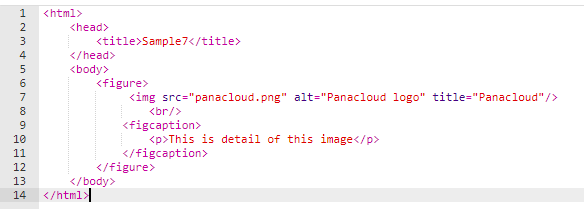 1 <html>
2 <head>
3 <title>Sample7</title>
4 </head>
5 <body>
6 <figure>
7 <img src="panacloud.png" alt="Panacloud logo" title="Panacloud"/>
8 <br/>
9 <figcaption>
10 <p>This is detail of this image</p>
11 </figcaption>
12 </figure>
13 </body>
14 </html>